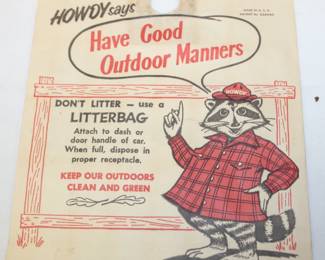 HOWDY says
Have Good
Outdoor Manners
HOWDY
DON'T LITTER — use a
LITTERBAG
Attach to dash or
door handle of car.
When full, dispose in
proper receptacle.
KEEP OUR OUTDOORS
CLEAN AND GREEN